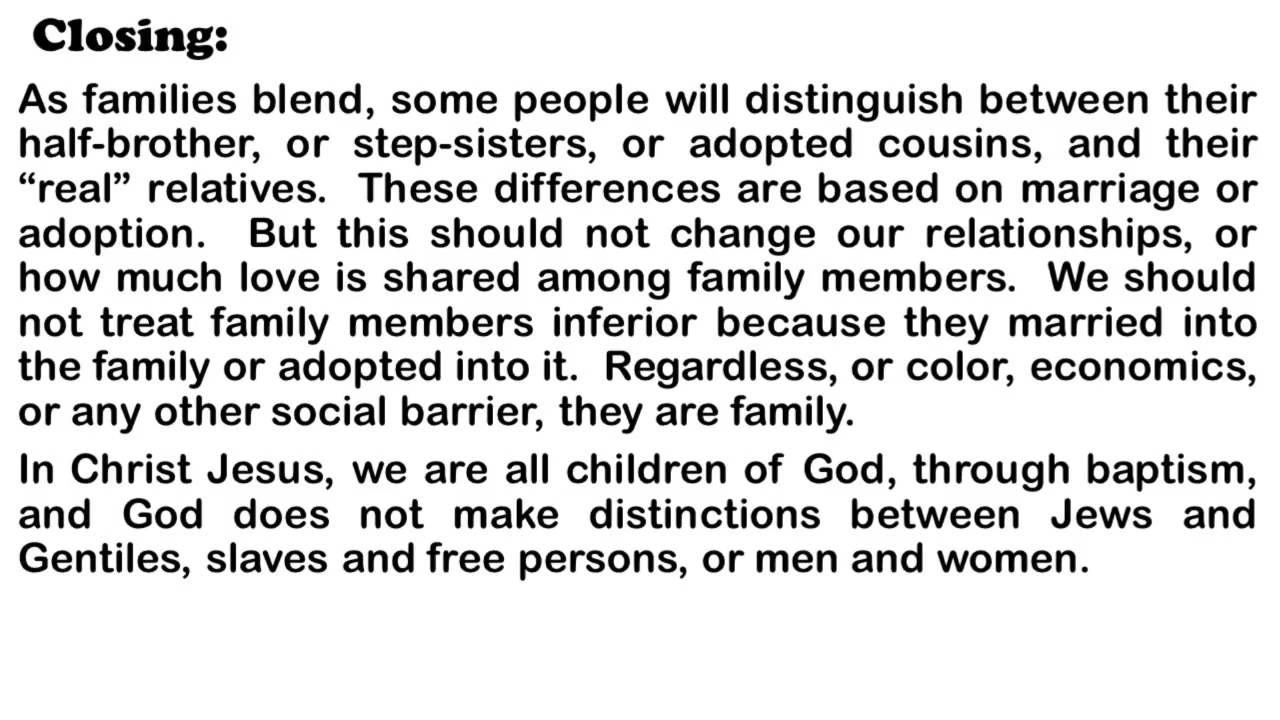 Closing:
As families blend, some people will distinguish between their
half-brother, or step-sisters, or adopted cousins, and their
“real” relatives.  These differences are based on marriage or
adoption.  But this should not change our relationships, or
how much love is shared among family members.  We should
not treat family members inferior because they married into
the family or adopted into it.  Regardless, or color, economics,
or any other social barrier, they are family.
In Christ Jesus, we are all children of God, through baptism,
and God does not make distinctions between Jews and
Gentiles, slaves and free persons, or men and women.